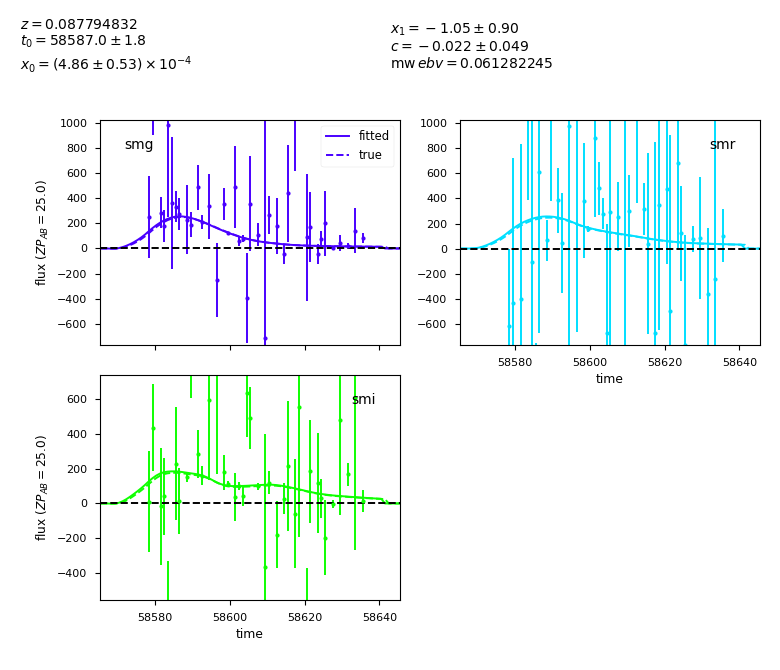 z = 0.087794832
t₀ = 58587.0 ± 1.8
x₀ = (4.86 ± 0.53) × 10⁻⁴
x₁ = −1.05 ± 0.90
c = −0.022 ± 0.049
mw ebv = 0.061282245
smg
fitted
true
1000
800
600
400
200
0
−200
−400
−600
flux (ZP_AB = 25.0)
smr
1000
800
600
400
200
0
−200
−400
−600
58580
58600
58620
58640
time
smi
600
400
200
0
−200
−400
flux (ZP_AB = 25.0)
58580
58600
58620
58640
time